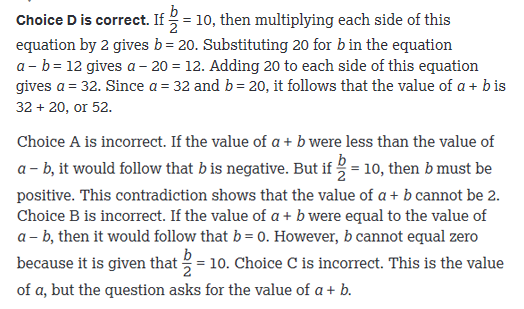 Choice D is correct. If b/2 = 10, then multiplying each side of this
equation by 2 gives b = 20. Substituting 20 for b in the equation
a − b = 12 gives a − 20 = 12. Adding 20 to each side of this equation
gives a = 32. Since a = 32 and b = 20, it follows that the value of a + b is
32 + 20, or 52.
Choice A is incorrect. If the value of a + b were less than the value of
a − b, it would follow that b is negative. But if b/2 = 10, then b must be
positive. This contradiction shows that the value of a + b cannot be 2.
Choice B is incorrect. If the value of a + b were equal to the value of
a − b, then it would follow that b = 0. However, b cannot equal zero
because it is given that b/2 = 10. Choice C is incorrect. This is the value
of a, but the question asks for the value of a + b.